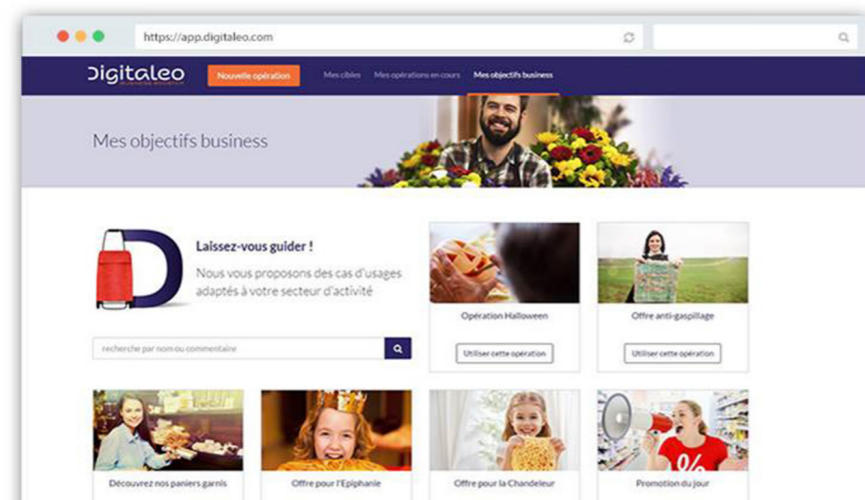 https://app.digitaleo.com
Digitaleo
Nouvelle opération
Mes cibles
Mes opérations en cours
Mes objectifs business
Mes objectifs business
Laissez-vous guider !
Nous vous proposons des cas d'usages
adaptés à votre secteur d'activité
recherche par nom ou commentaire
Opération Halloween
Utiliser cette opération
Offre anti-gaspillage
Utiliser cette opération
Découvrez nos paniers garnis
Offre pour l'Epiphanie
Offre pour la Chandeleur
%
Promotion du jour